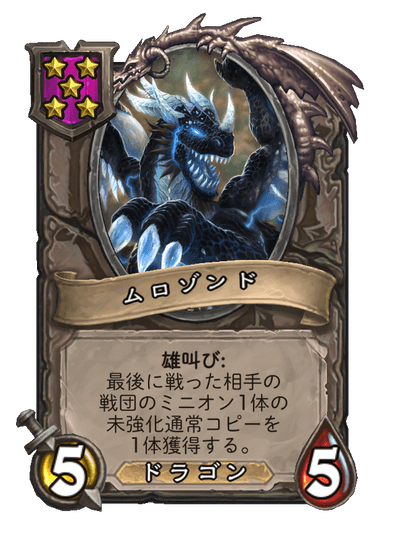 ムロゾンド
雄叫び:
最後に戦った相手の
戦団のミニオン1体の
未強化通常コピーを
1体獲得する。
5
ドラゴン
5